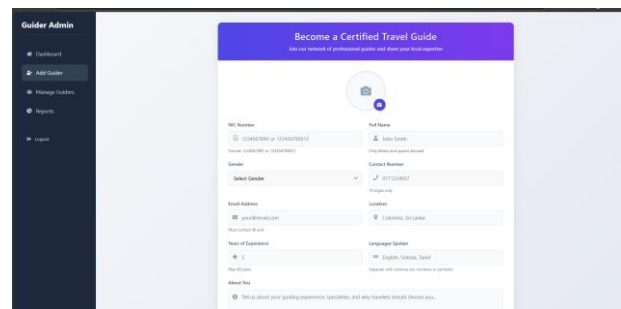 Guider Admin
Dashboard
Add Guider
Manage Guiders
Reports
Logout
Become a Certified Travel Guide
Join our network of professional guides and share your local expertise
NIC Number
Full Name
123456789V or 123456789012
John Smith
Format: 123456789V or 123456789012
Only letters and spaces allowed
Gender
Contact Number
Select Gender
0771234567
10 digits only
Email Address
Location
your@email.com
Colombo, Sri Lanka
Must contain @ and .
Years of Experience
Languages Spoken
5
English, Sinhala, Tamil
Max 40 years
Separate with commas (no numbers or symbols)
About You
Tell us about your guiding experience, specialties, and why travelers should choose you...